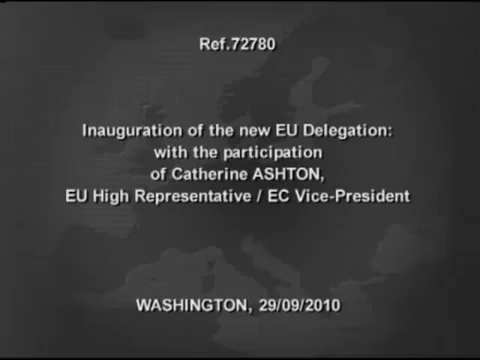 Ref.72780
Inauguration of the new EU Delegation:
with the participation
of Catherine ASHTON,
EU High Representative / EC Vice-President
WASHINGTON, 29/09/2010